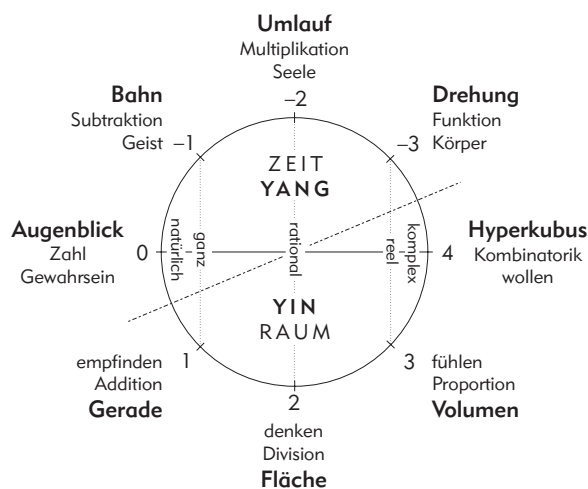 Umlauf
Multiplikation
Seele
–2
Bahn
Subtraktion
Geist
–1
Drehung
Funktion
Körper
–3
ZEIT
YANG
Augenblick
Zahl
Gewahrsein
0
natürlich
ganz
rational
reel
komplex
4
Hyperkubus
Kombinatorik
wollen
YIN
RAUM
empfinden
Addition
Gerade
1
2
denken
Division
Fläche
3
fühlen
Proportion
Volumen